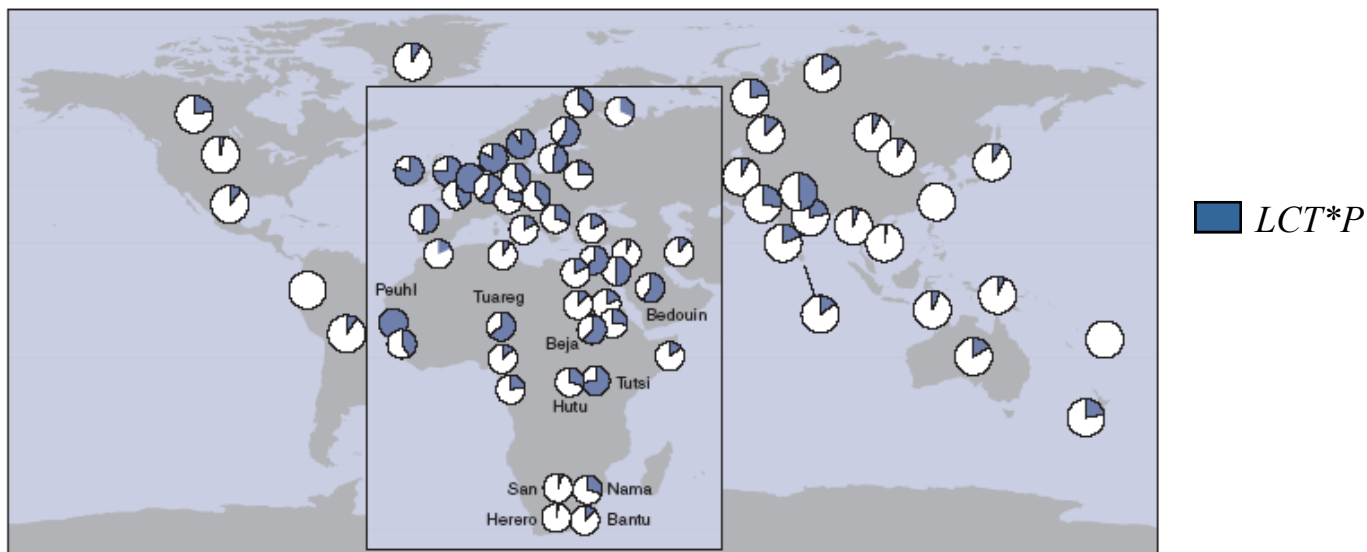 LCT*P
Peuhl
Tuareg
Bedouin
Beja
Tutsi
Hutu
San
Nama
Herero
Bantu